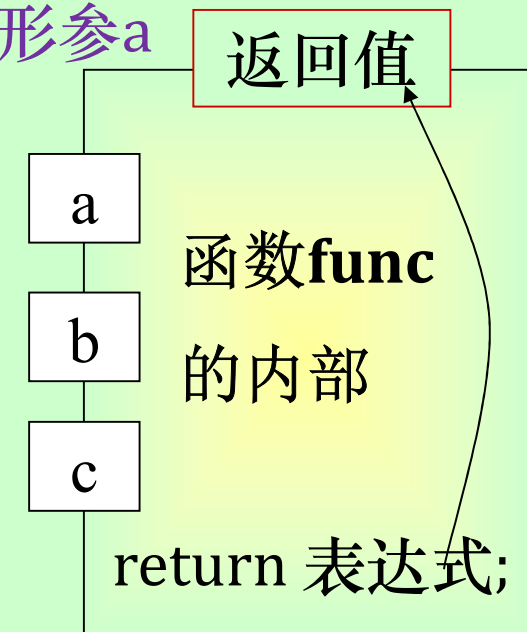 形参a
返回值
a
函数func
b
的内部
c
return 表达式;